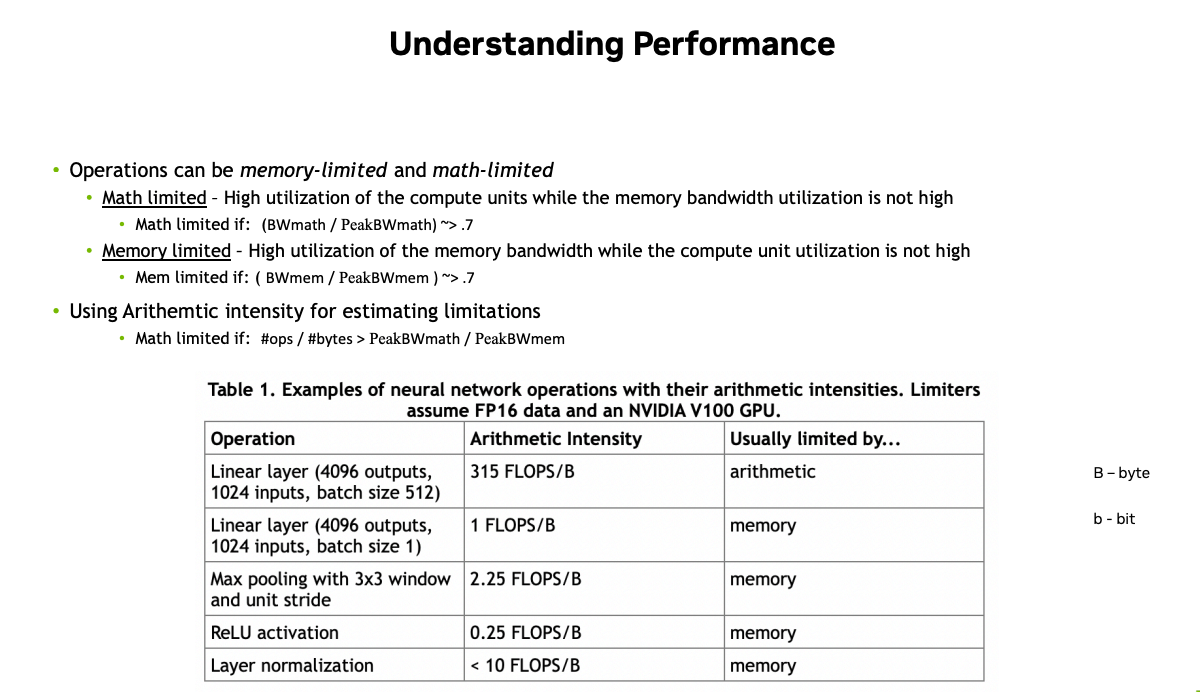 Understanding Performance
• Operations can be memory-limited and math-limited
• Math limited – High utilization of the compute units while the memory bandwidth utilization is not high
• Math limited if: (BWmath / PeakBWmath) ~> .7
• Memory limited – High utilization of the memory bandwidth while the compute unit utilization is not high
• Mem limited if: ( BWmem / PeakBWmem ) ~> .7
• Using Arithemtic intensity for estimating limitations
• Math limited if: #ops / #bytes > PeakBWmath / PeakBWmem
Table 1. Examples of neural network operations with their arithmetic intensities. Limiters
assume FP16 data and an NVIDIA V100 GPU.
Operation Arithmetic Intensity Usually limited by...
Linear layer (4096 outputs, 315 FLOPS/B arithmetic
1024 inputs, batch size 512)
Linear layer (4096 outputs, 1 FLOPS/B memory
1024 inputs, batch size 1)
Max pooling with 3x3 window 2.25 FLOPS/B memory
and unit stride
ReLU activation 0.25 FLOPS/B memory
Layer normalization < 10 FLOPS/B memory
B – byte
b - bit